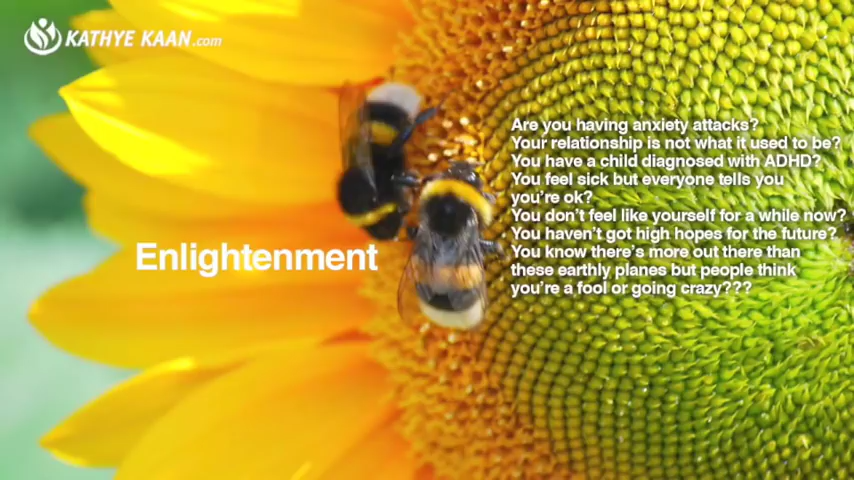 KATHYE KAAN.com
Are you having anxiety attacks?
Your relationship is not what it used to be?
You have a child diagnosed with ADHD?
You feel sick but everyone tells you
you're ok?
You don't feel like yourself for a while now?
You haven't got high hopes for the future?
You know there's more out there than
these earthly planes but people think
you're a fool or going crazy???
Enlightenment